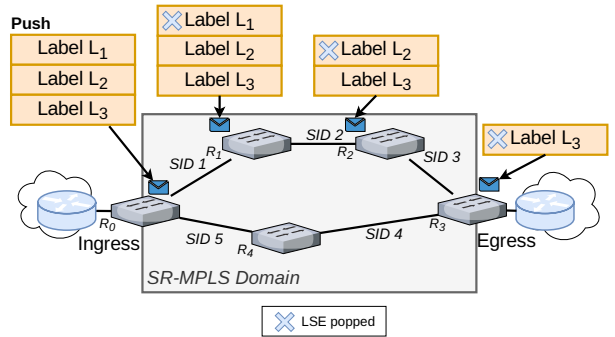 Push
Label L1
Label L2
Label L3
Label L1
Label L2
Label L3
Label L2
Label L3
Label L3
SID 1
R1
SID 2
R2
SID 3
R0
Ingress
SID 5
R4
SID 4
R3
Egress
SR-MPLS Domain
LSE popped